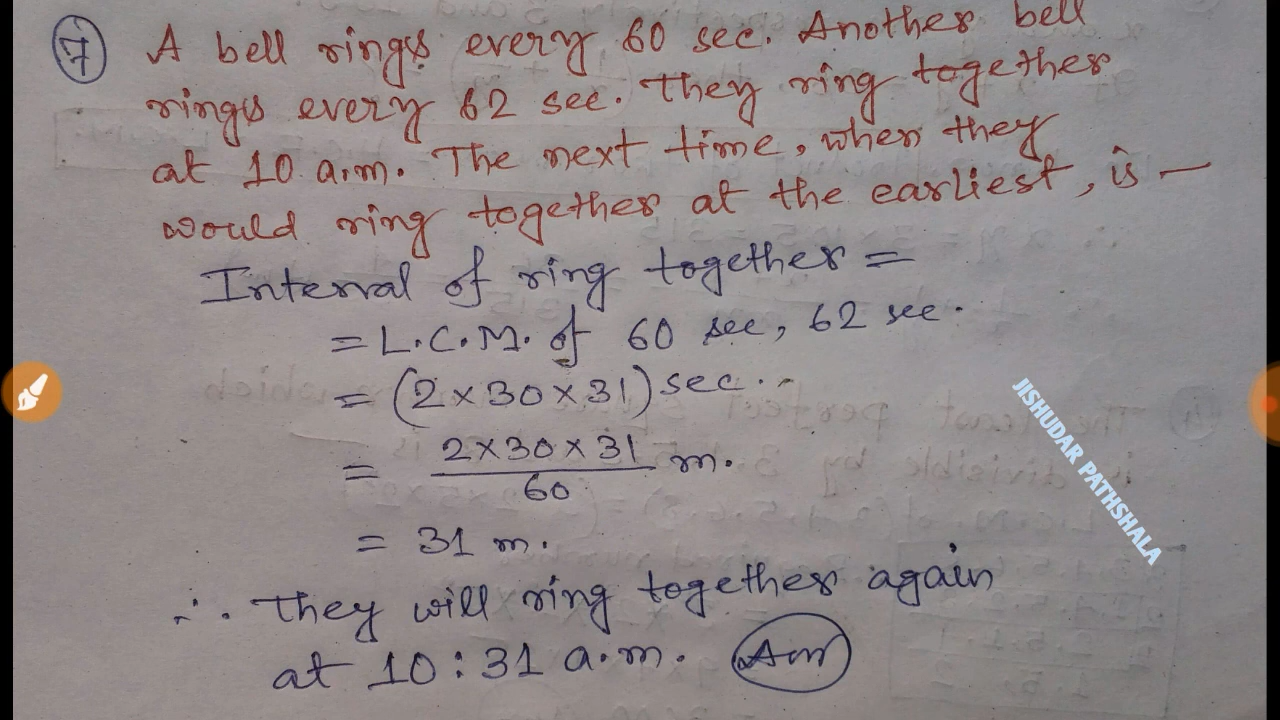 7 A bell rings every 60 sec. Another bell
rings every 62 sec. They ring together
at 10 a.m. The next time, when they
would ring together at the earliest, is —
Interval of ring together =
= L.C.M. of 60 sec, 62 sec.
= (2×30×31) sec.
= 2×30×31 / 60 m.
= 31 m.
∴ They will ring together again
at 10:31 a.m. Ans
JISHUDAR PATHSHALA